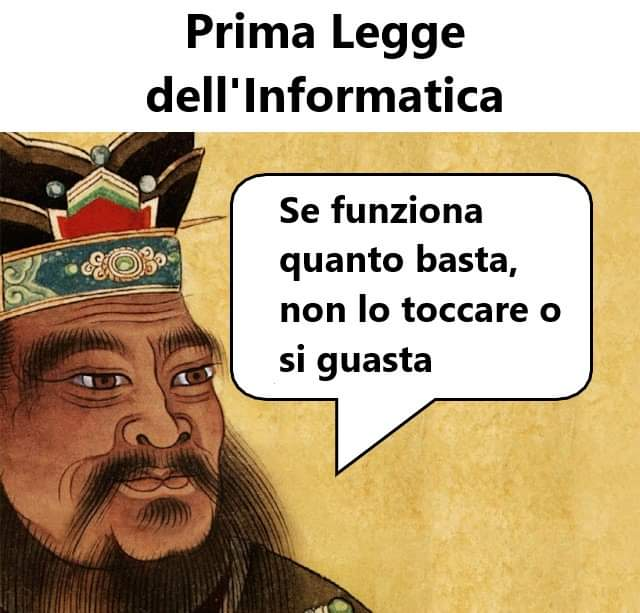 Prima Legge
dell'Informatica
Se funziona
quanto basta,
non lo toccare o
si guasta